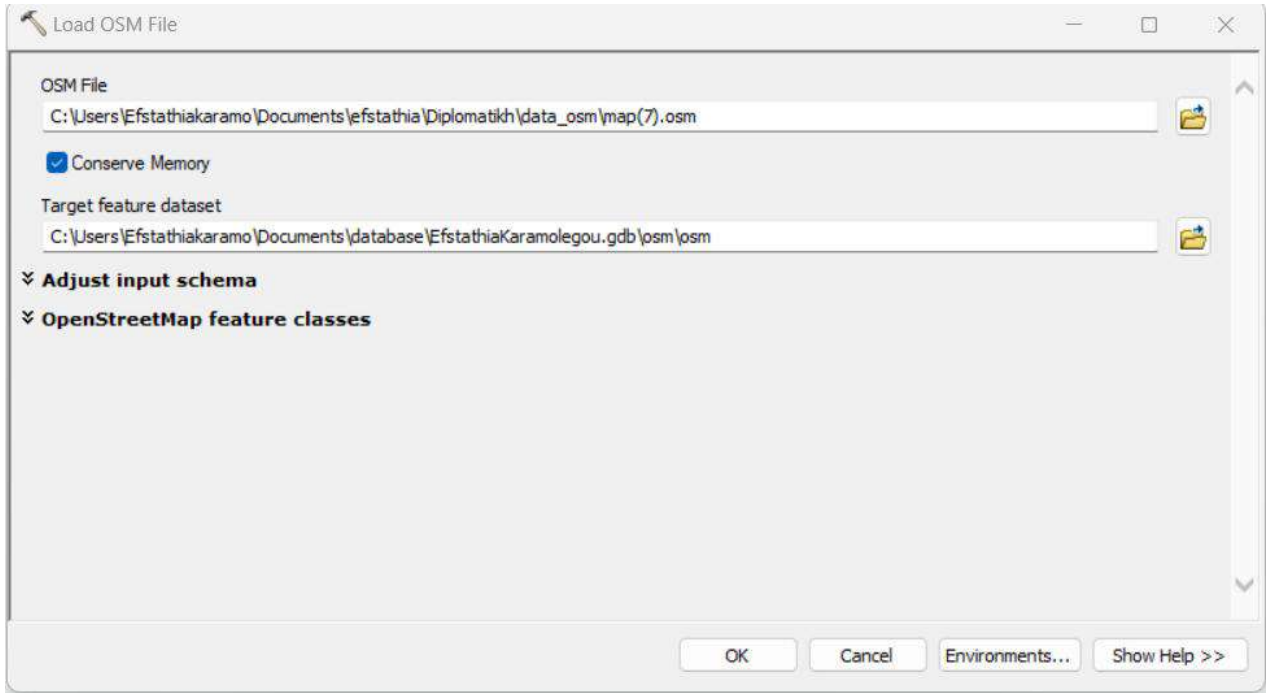 Load OSM File
OSM File
C:\Users\Efstathiakaramo\Documents\efstathia\Diplomatikh\data_osm\map(7).osm
Conserve Memory
Target feature dataset
C:\Users\Efstathiakaramo\Documents\database\EfstathiaKaramolegou.gdb\osm\osm
Adjust input schema
OpenStreetMap feature classes
OK Cancel Environments... Show Help >>